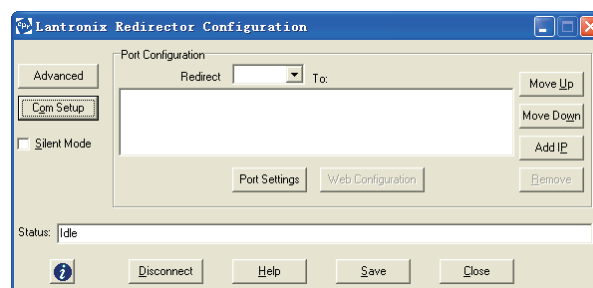 Lantronix Redirector Configuration
Port Configuration
Advanced
Redirect
To:
Move Up
Com Setup
Move Down
Silent Mode
Add IP
Port Settings
Web Configuration
Remove
Status: Idle
Disconnect
Help
Save
Close